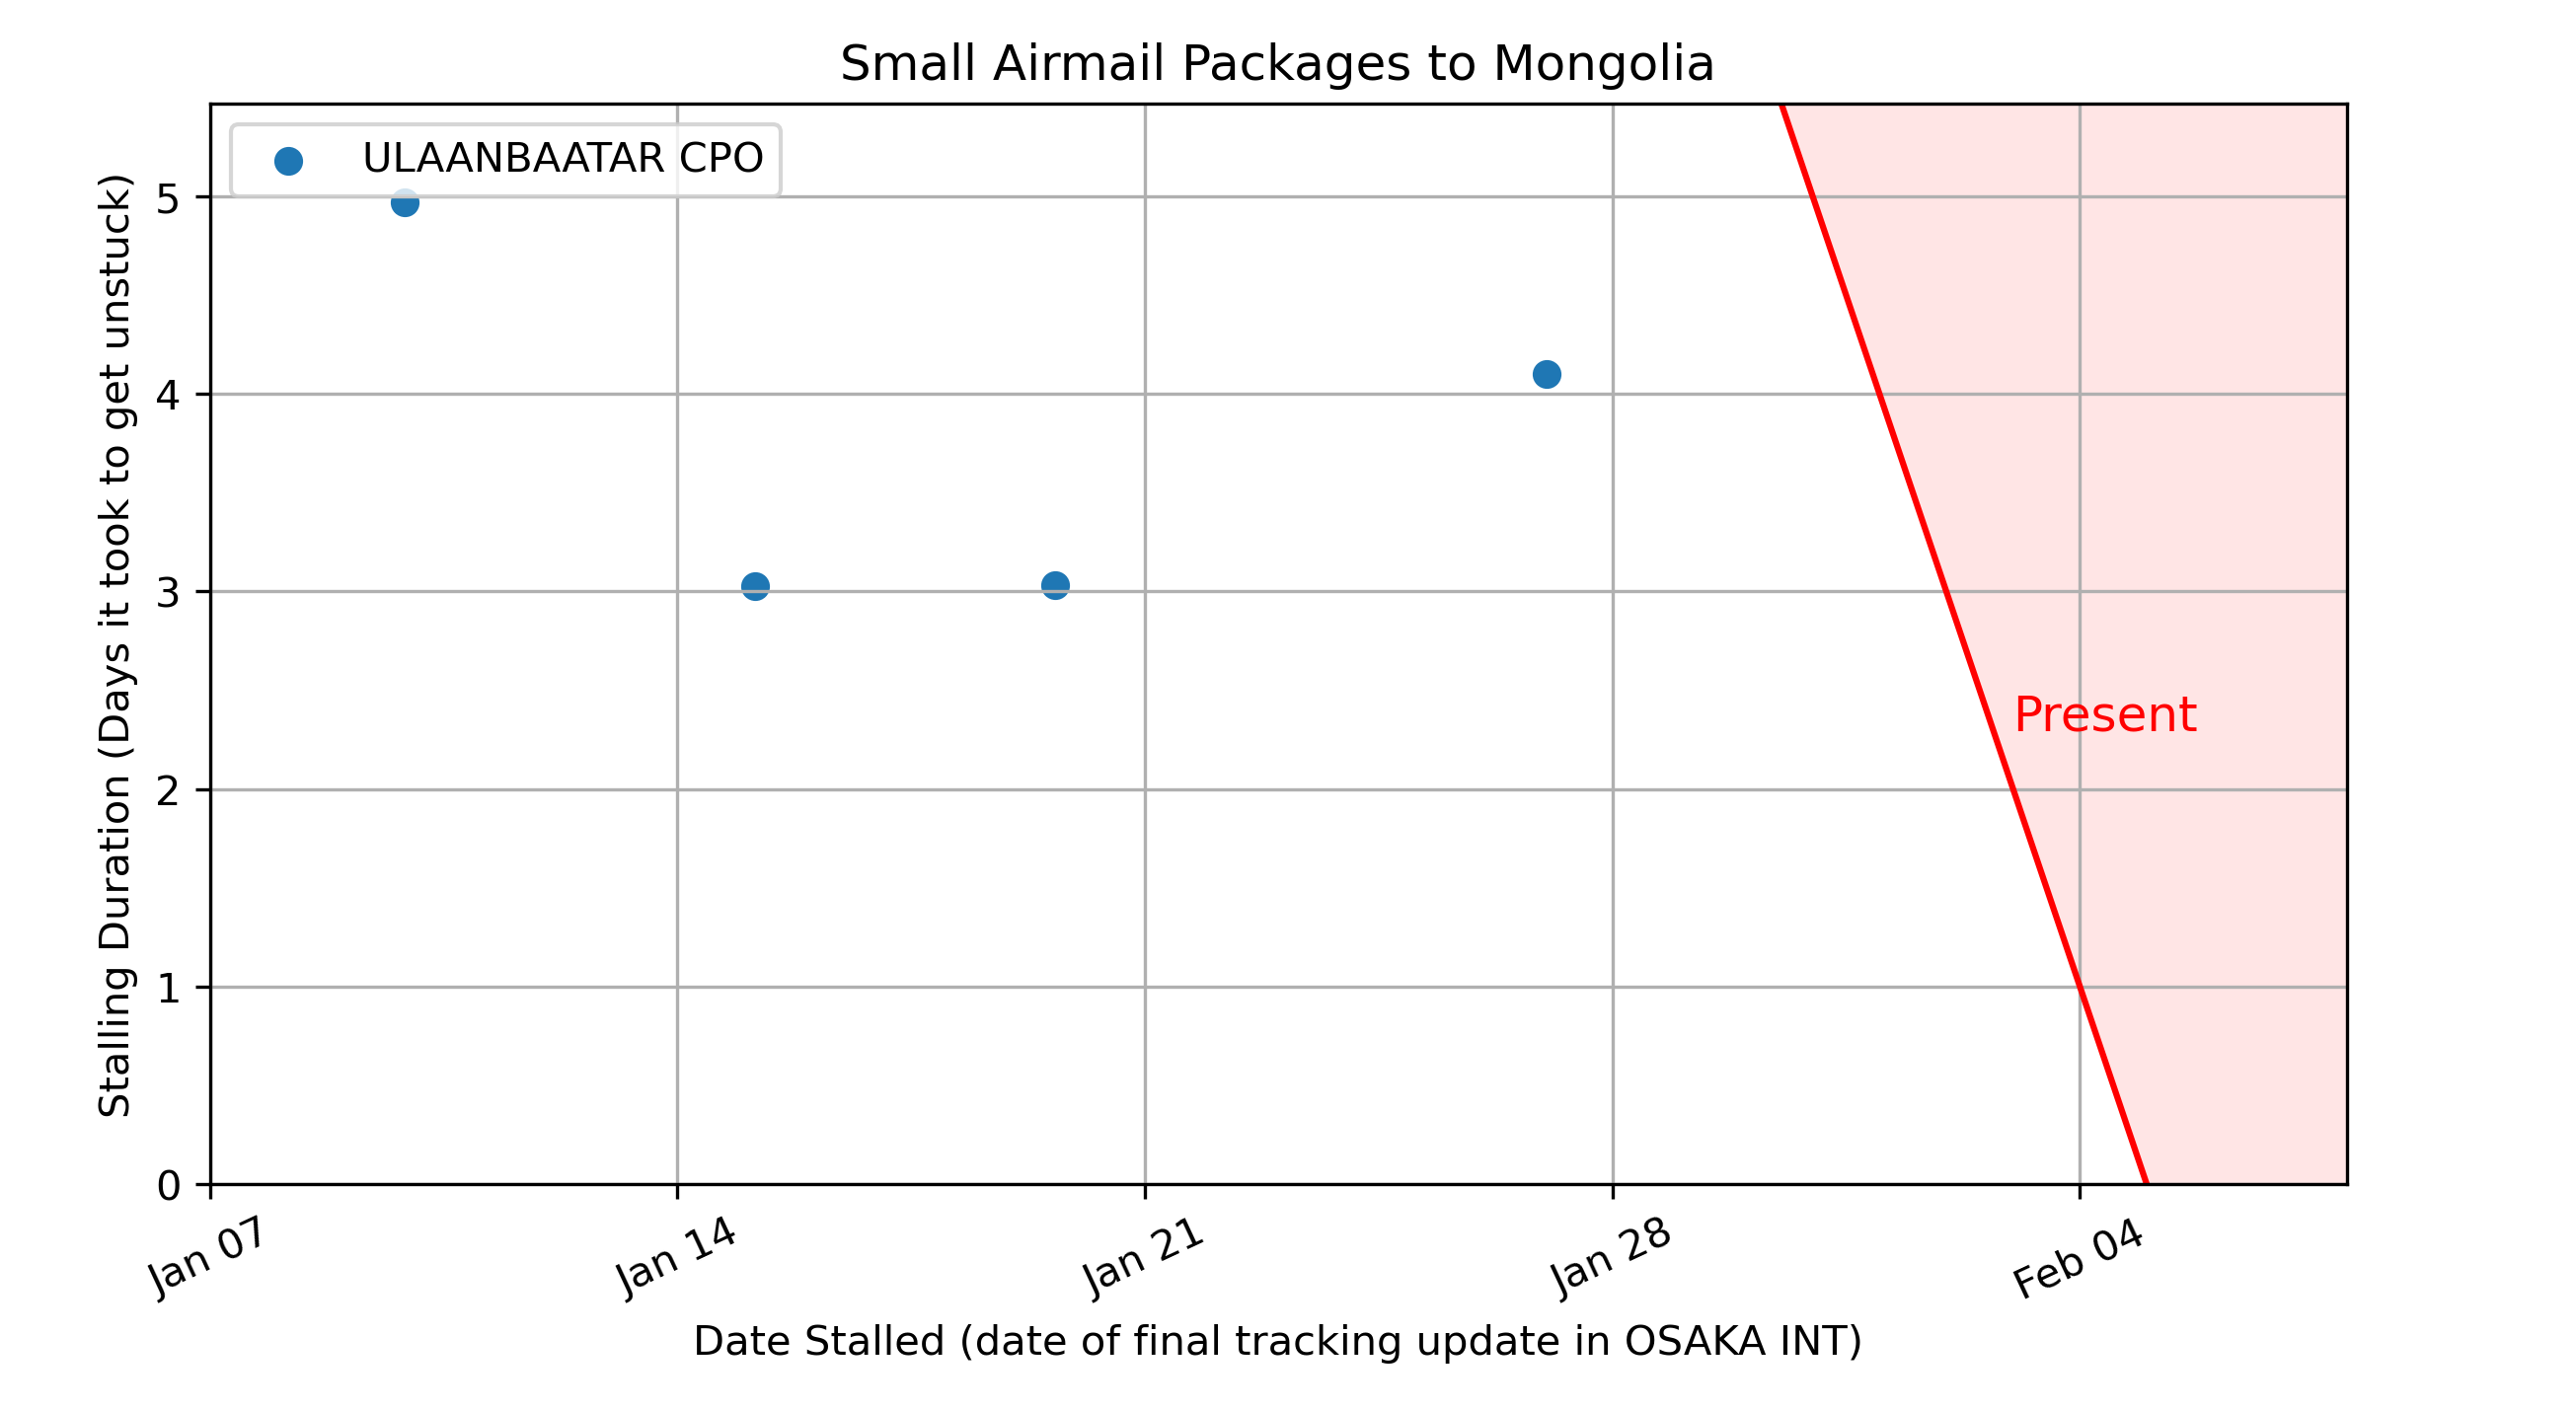 Small Airmail Packages to Mongolia
ULAANBAATAR CPO
Stalling Duration (Days it took to get unstuck)
5
4
3
2
1
0
Present
Jan 07
Jan 14
Jan 21
Jan 28
Feb 04
Date Stalled (date of final tracking update in OSAKA INT)